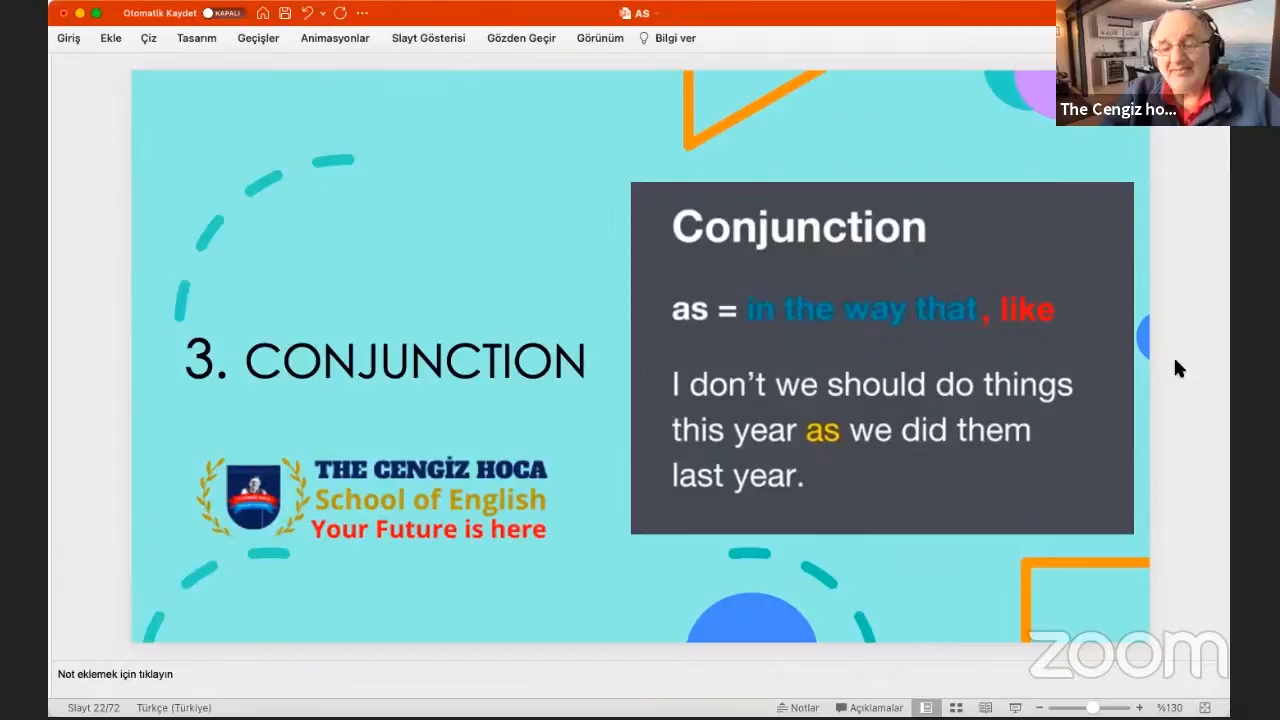 Otomatik Kaydet KAPALI AS
Giriş Ekle Çiz Tasarım Geçişler Animasyonlar Slayt Gösterisi Gözden Geçir Görünüm Bilgi ver
The Cengiz ho...
Conjunction
as = in the way that, like
I don't we should do things
this year as we did them
last year.
3. CONJUNCTION
THE CENGİZ HOCA
School of English
Your Future is here
zoom
Not eklemek için tıklayın
Slayt 22/72 Türkçe (Türkiye) Notlar Açıklamalar %130